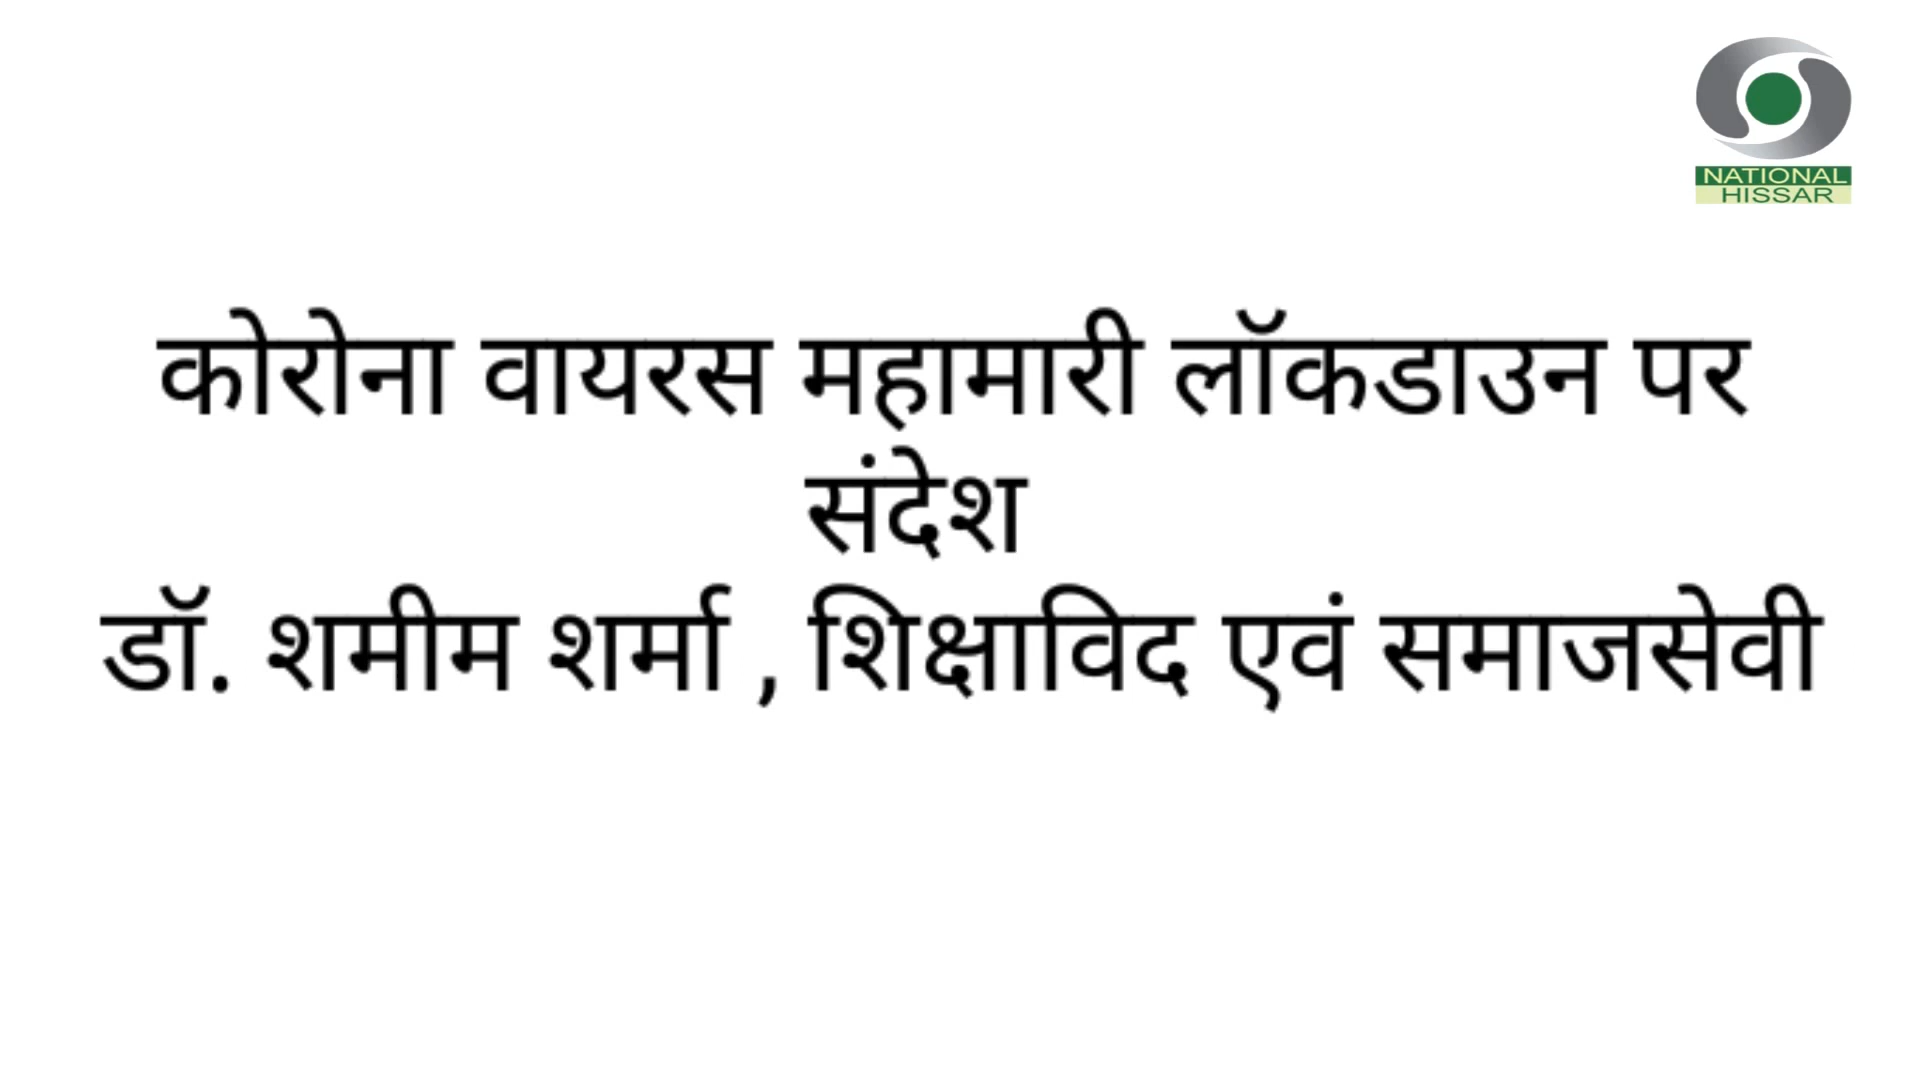 NATIONAL
HISSAR
कोरोना वायरस महामारी लॉकडाउन पर
संदेश
डॉ. शमीम शर्मा , शिक्षाविद एवं समाजसेवी